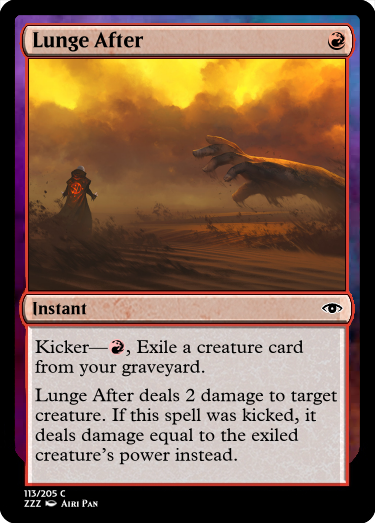 Lunge After
Instant
Kicker—, Exile a creature card
from your graveyard.
Lunge After deals 2 damage to target
creature. If this spell was kicked, it
deals damage equal to the exiled
creature's power instead.
113/205 C
ZZZ Airi Pan